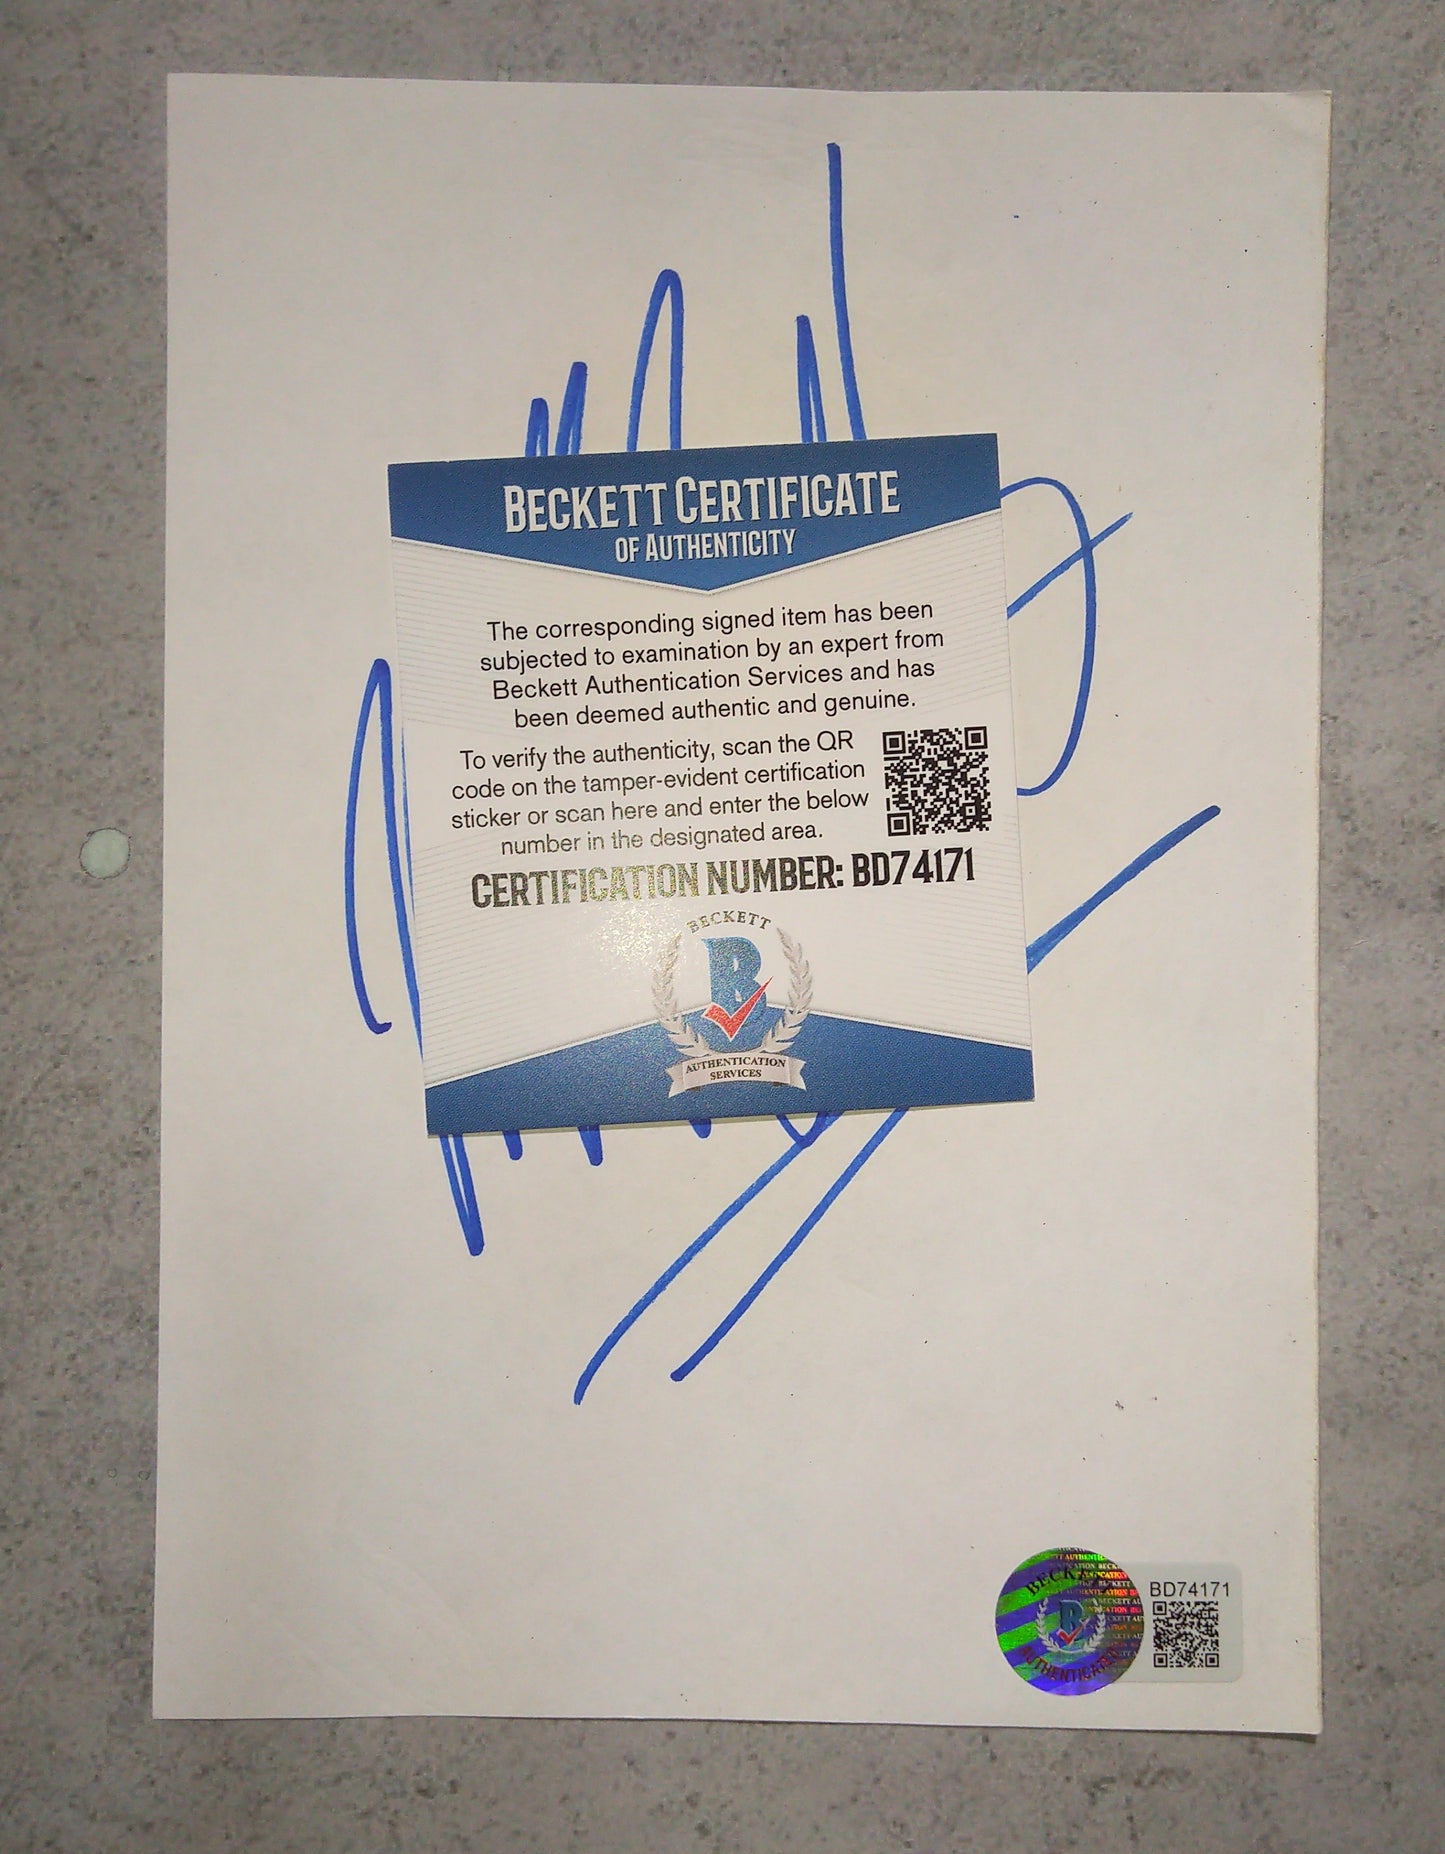 BECKETT CERTIFICATE
OF AUTHENTICITY
The corresponding signed item has been
subjected to examination by an expert from
Beckett Authentication Services and has
been deemed authentic and genuine.
To verify the authenticity, scan the QR
code on the tamper-evident certification
sticker or scan here and enter the below
number in the designated area.
CERTIFICATION NUMBER: BD74171
BECKETT
B
AUTHENTICATION
SERVICES
BECKETT
B
AUTHENTICATED
BD74171